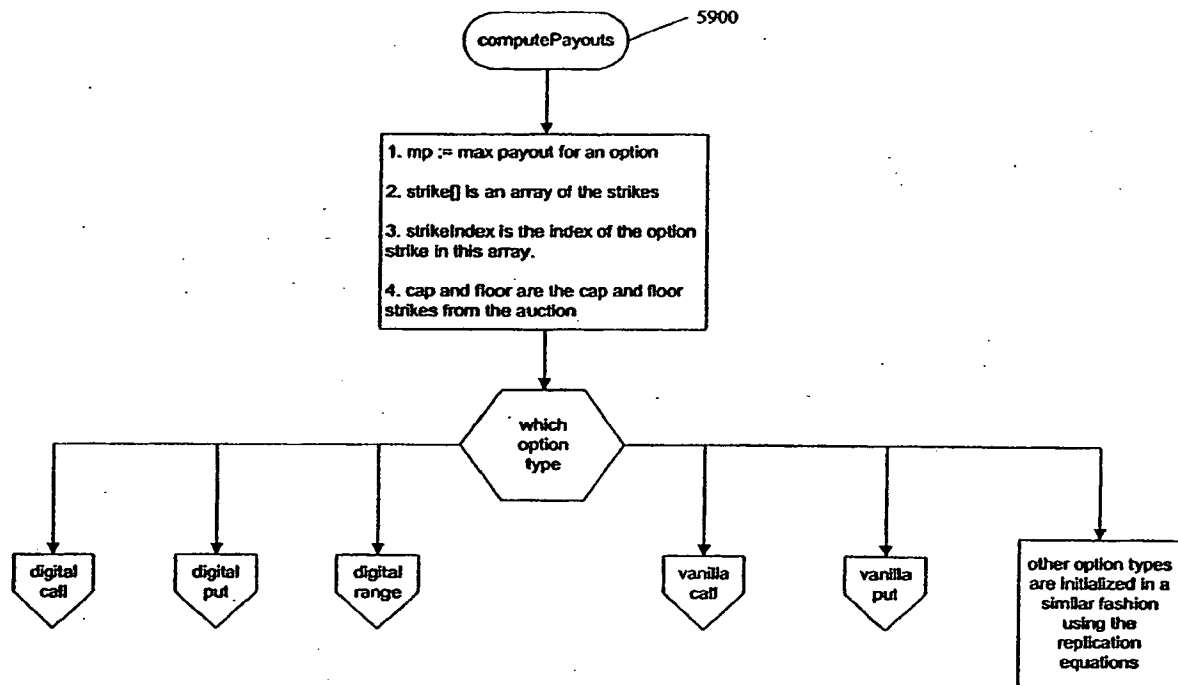 5900
computePayouts
1. mp := max payout for an option
2. strike[] is an array of the strikes
3. strikeIndex is the index of the option
strike in this array.
4. cap and floor are the cap and floor
strikes from the auction
which
option
type
digital
call
digital
put
digital
range
vanilla
call
vanilla
put
other option types
are initialized in a
similar fashion
using the
replication
equations